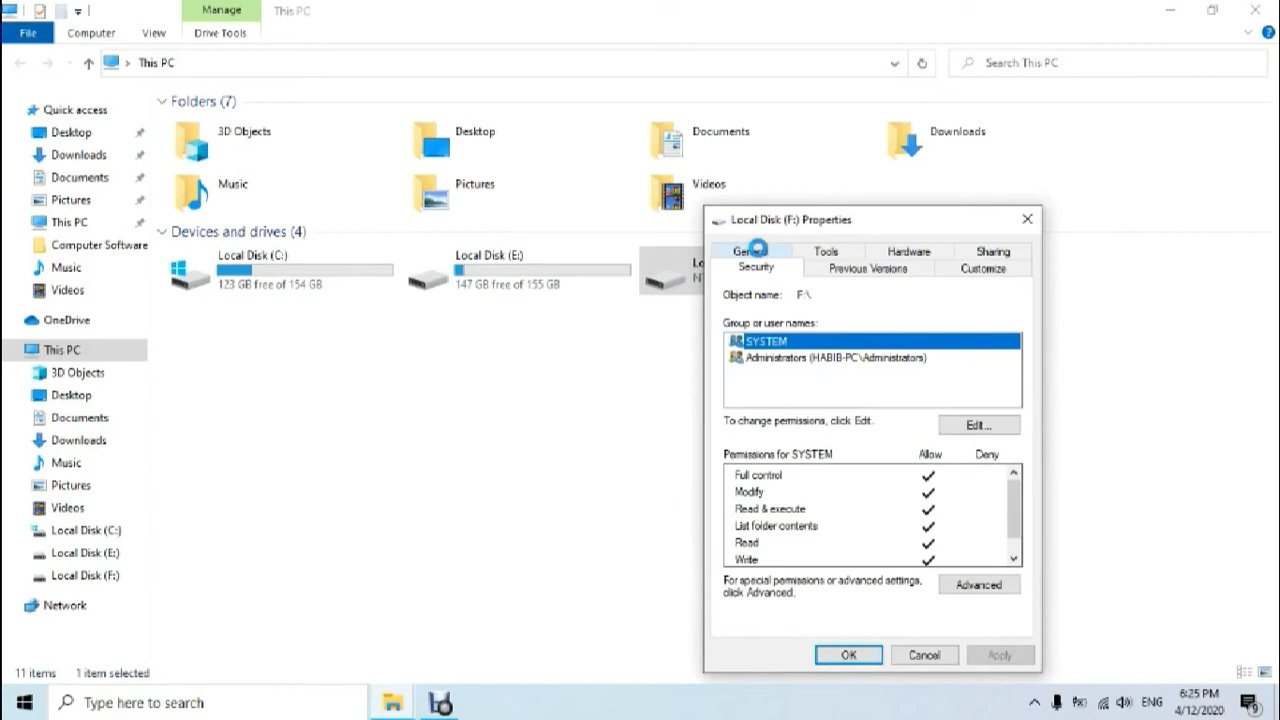 Manage
This PC
File
Computer
View
Drive Tools
This PC
Search This PC
Quick access
Desktop
Downloads
Documents
Pictures
This PC
Computer Software
Music
Videos
OneDrive
This PC
3D Objects
Desktop
Documents
Downloads
Music
Pictures
Videos
Local Disk (C:)
Local Disk (E:)
Local Disk (F:)
Network
Folders (7)
3D Objects
Desktop
Documents
Downloads
Music
Pictures
Videos
Devices and drives (4)
Local Disk (C:)
123 GB free of 154 GB
Local Disk (E:)
147 GB free of 155 GB
Local Disk (F:) Properties
Tools
Hardware
Sharing
Security
Previous Versions
Customize
Object name: F:\
Group or user names:
SYSTEM
Administrators (HABIB-PC\Administrators)
To change permissions, click Edit.
Edit...
Permissions for SYSTEM
Allow
Deny
Full control
Modify
Read & execute
List folder contents
Read
Write
For special permissions or advanced settings,
click Advanced.
Advanced
OK
Cancel
Apply
11 items
1 item selected
Type here to search
ENG
6:25 PM
4/12/2020
9